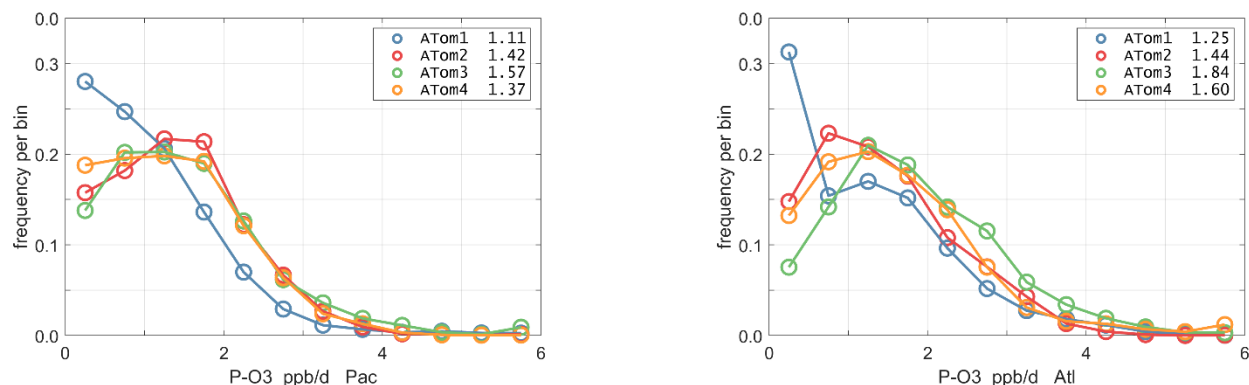 0.0
0.3
0.2
0.1
0.0
frequency per bin
0 2 4 6
P-O3 ppb/d Pac
ATom1 1.11
ATom2 1.42
ATom3 1.57
ATom4 1.37
0.0
0.3
0.2
0.1
0.0
frequency per bin
0 2 4 6
P-O3 ppb/d Atl
ATom1 1.25
ATom2 1.44
ATom3 1.84
ATom4 1.60